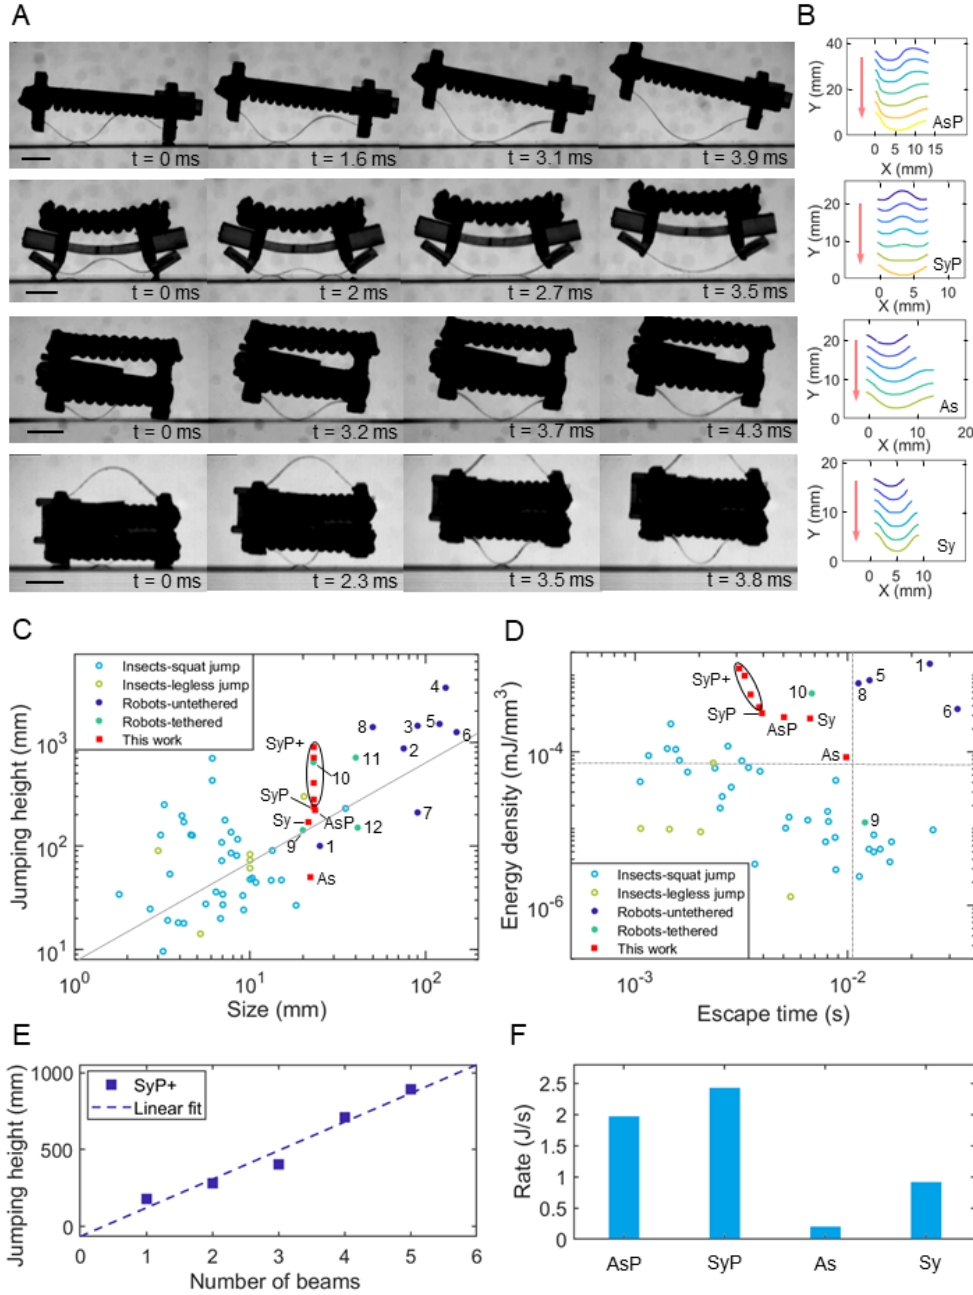 A
B
t = 0 ms
t = 1.6 ms
t = 3.1 ms
t = 3.9 ms
40
20
0
Y (mm)
AsP
0 5 10 15
X (mm)
t = 0 ms
t = 2 ms
t = 2.7 ms
t = 3.5 ms
20
10
0
Y (mm)
SyP
0 5 10
X (mm)
t = 0 ms
t = 3.2 ms
t = 3.7 ms
t = 4.3 ms
20
10
0
Y (mm)
As
0 10 20
X (mm)
t = 0 ms
t = 2.3 ms
t = 3.5 ms
t = 3.8 ms
20
10
0
Y (mm)
Sy
0 5 10 15
X (mm)
C
Insects-squat jump
Insects-legless jump
Robots-untethered
Robots-tethered
This work
4
8
3
5
6
2
SyP+
11
10
SyP
AsP
Sy
7
12
9
1
As
10³
10²
10¹
Jumping height (mm)
10⁰ 10¹ 10²
Size (mm)
D
SyP+
10
8
5
1
6
SyP
AsP
Sy
As
9
Insects-squat jump
Insects-legless jump
Robots-untethered
Robots-tethered
This work
10⁻⁴
10⁻⁶
Energy density (mJ/mm³)
10⁻³ 10⁻²
Escape time (s)
E
SyP+
Linear fit
1000
500
0
Jumping height (mm)
0 1 2 3 4 5 6
Number of beams
F
2.5
2
1.5
1
0.5
0
Rate (J/s)
AsP SyP As Sy